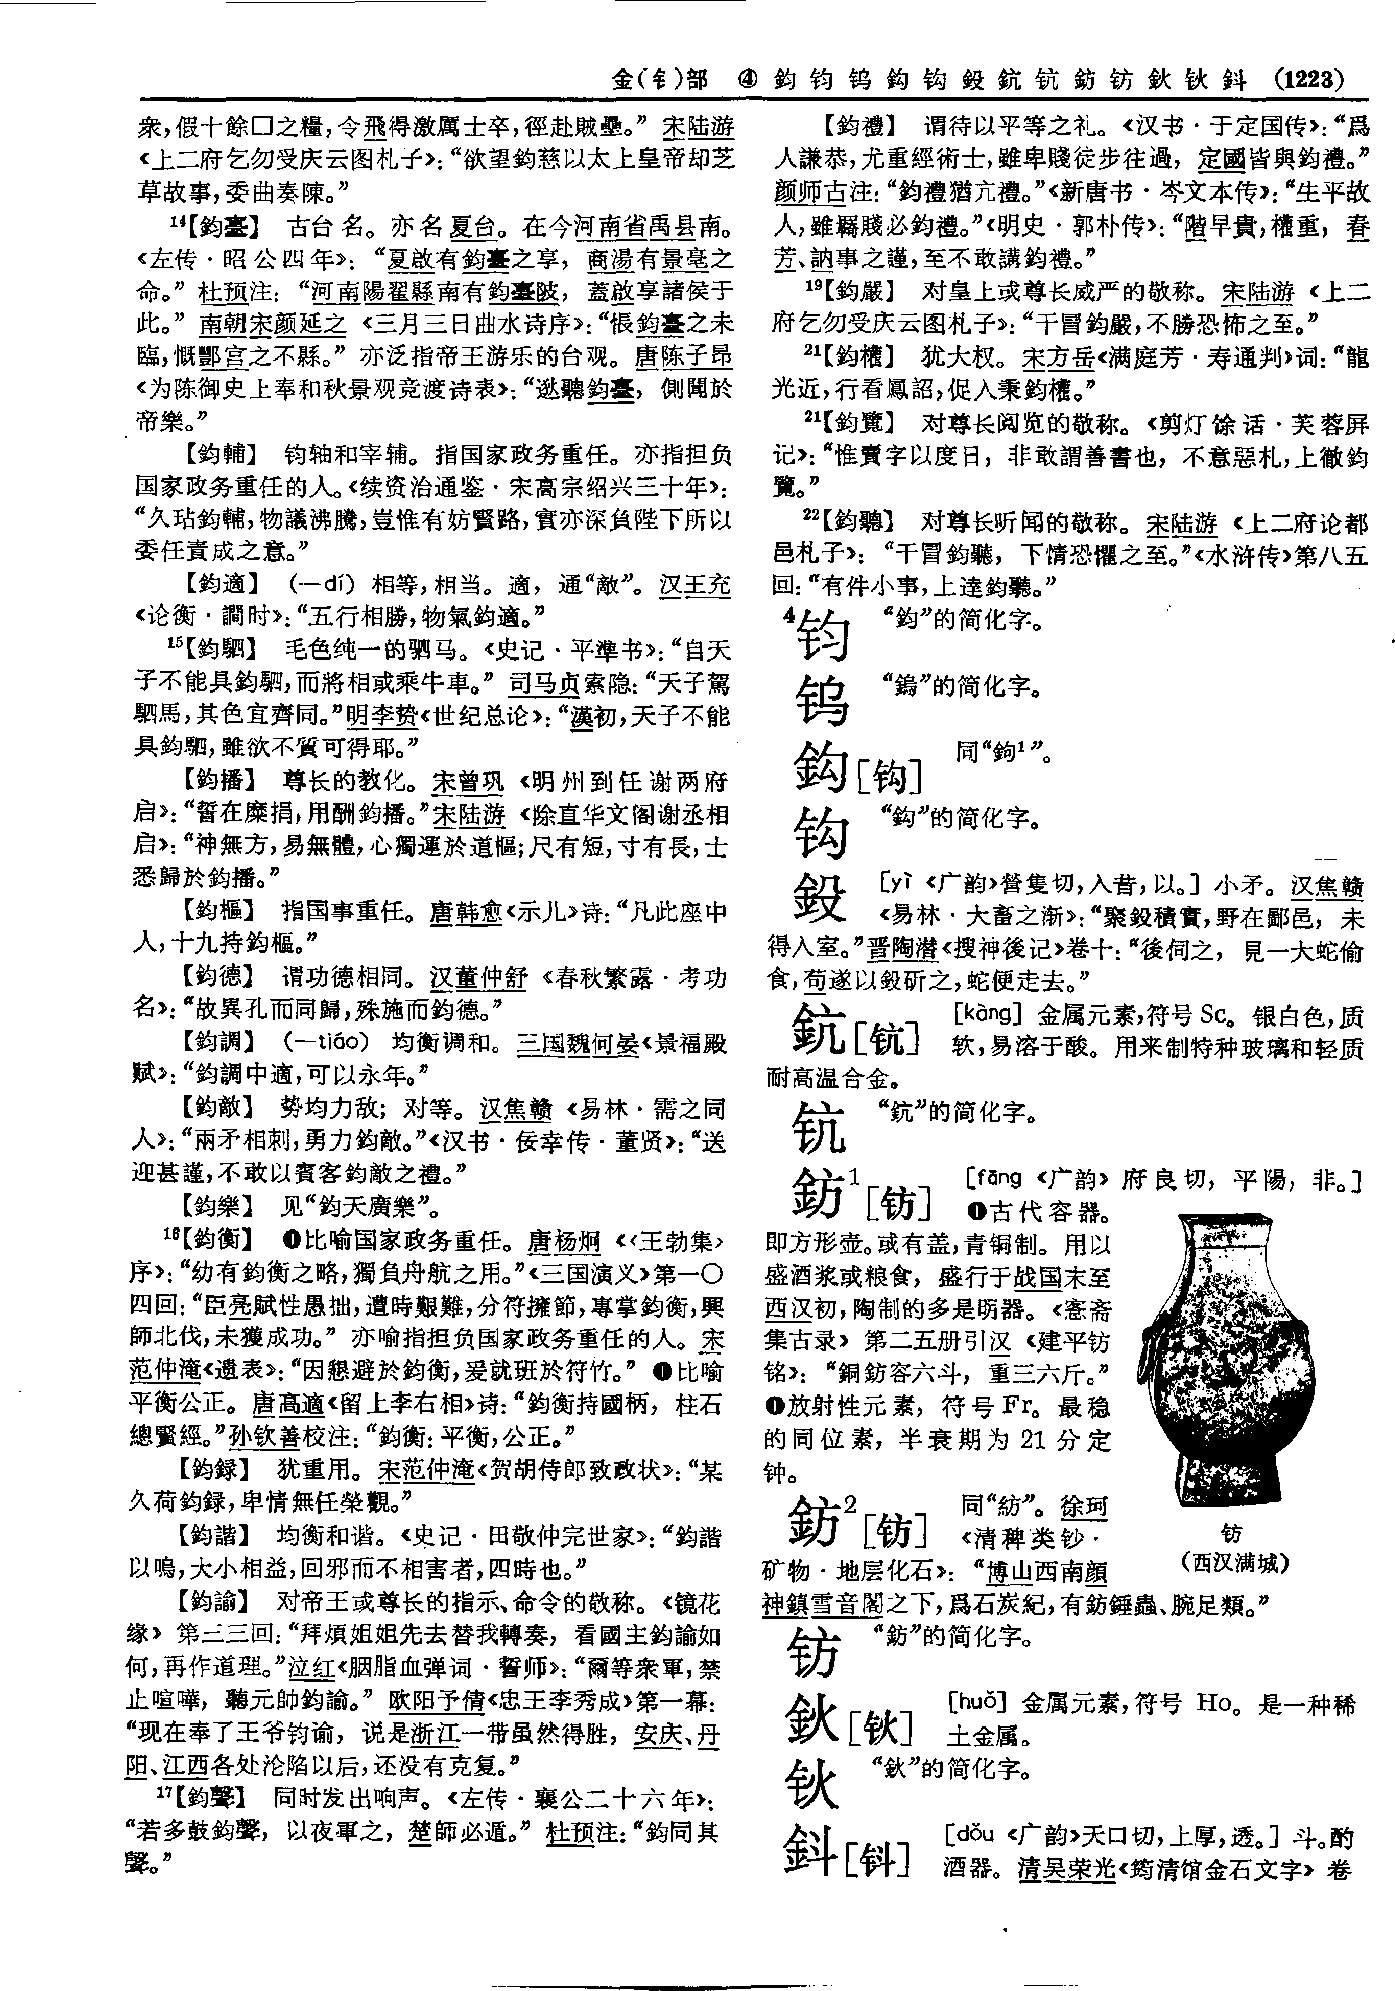 金(钅)部 ④ 鈞 钧 钨 鈎 钩 鈠 鈧 钪 鈁 钫 鈥 钬 鈄 (1223)
衆，假十餘囗之糧，令飛得激厲士卒，徑赴賊壘。” 宋陆游
《上二府乞勿受庆云图札子》：“欲望鈞慈以太上皇帝却芝
草故事，委曲奏陳。”
14【鈞臺】 古台名。亦名夏台。在今河南省禹县南。
《左传·昭公四年》：“夏啟有鈞臺之享，商湯有景亳之
命。” 杜预注：“河南陽翟縣南有鈞臺陂，蓋啟享諸侯于
此。” 南朝宋颜延之《三月三日曲水诗序》：“悵鈞臺之未
臨，慨酆宫之不縣。” 亦泛指帝王游乐的台观。唐陈子昂
《为陈御史上奉和秋景观竞渡诗表》：“逖聽鈞臺，側聞於
帝樂。”
【鈞輔】 钧轴和宰辅。指国家政务重任。亦指担负
国家政务重任的人。《续资治通鉴·宋高宗绍兴三十年》：
“久玷鈞輔，物議沸騰，豈惟有妨賢路，實亦深負陛下所以
委任責成之意。”
【鈞適】 （—dí）相等，相当。適，通“敵”。汉王充
《论衡·䜅时》：“五行相勝，物氣鈞適。”
15【鈞駟】 毛色纯一的驷马。《史记·平準书》：“自天
子不能具鈞駟，而將相或乘牛車。” 司马贞索隐：“天子駕
駟馬，其色宜齊同。”明李贽《世纪总论》：“漢初，天子不能
具鈞駟，雖欲不質可得耶。”
【鈞播】 尊长的教化。宋曾巩《明州到任谢两府
启》：“誓在糜捐，用酬鈞播。”宋陆游《除直华文阁谢丞相
启》：“神無方，易無體，心獨運於道樞；尺有短，寸有長，士
悉歸於鈞播。”
【鈞樞】 指国事重任。唐韩愈《示儿》诗：“凡此座中
人，十九持鈞樞。”
【鈞德】 谓功德相同。汉董仲舒《春秋繁露·考功
名》：“故異孔而同歸，殊施而鈞德。”
【鈞調】 （—tiáo）均衡调和。三国魏何晏《景福殿
赋》：“鈞調中適，可以永年。”
【鈞敵】 势均力敌；对等。汉焦赣《易林·需之同
人》：“兩矛相刺，勇力鈞敵。”《汉书·佞幸传·董贤》：“送
迎甚謹，不敢以賓客鈞敵之禮。”
【鈞樂】 见“鈞天廣樂”。
16【鈞衡】 ❶比喻国家政务重任。唐杨炯《〈王勃集〉
序》：“幼有鈞衡之略，獨負舟航之用。”《三国演义》第一〇
四回：“臣亮賦性愚拙，遭時艱難，分符擁節，專掌鈞衡，興
師北伐，未獲成功。” 亦喻指担负国家政务重任的人。宋
范仲淹《遗表》：“因懇避於鈞衡，爰就班於符竹。” ❶比喻
平衡公正。唐高適《留上李右相》诗：“鈞衡持國柄，柱石
總賢經。”孙钦善校注：“鈞衡：平衡，公正。”
【鈞録】 犹重用。宋范仲淹《贺胡侍郎致政状》：“某
久荷鈞録，卑情無任榮觀。”
【鈞諧】 均衡和谐。《史记·田敬仲完世家》：“鈞諧
以鳴，大小相益，回邪而不相害者，四時也。”
【鈞諭】 对帝王或尊长的指示、命令的敬称。《镜花
缘》第三三回：“拜煩姐姐先去替我轉奏，看國主鈞諭如
何，再作道理。”泣红《胭脂血弹词·誓师》：“爾等衆軍，禁
止喧嘩，聽元帥鈞諭。” 欧阳予倩《忠王李秀成》第一幕：
“现在奉了王爷钧谕，说是浙江一带虽然得胜，安庆、丹
阳、江西各处沦陷以后，还没有克复。”
17【鈞聲】 同时发出响声。《左传·襄公二十六年》：
“若多鼓鈞聲，以夜軍之，楚師必遁。” 杜预注：“鈞同其
聲。”
【鈞禮】 谓待以平等之礼。《汉书·于定国传》：“爲
人謙恭，尤重經術士，雖卑賤徒步往過，定國皆與鈞禮。”
颜师古注：“鈞禮猶亢禮。”《新唐书·岑文本传》：“生平故
人，雖羈賤必鈞禮。”《明史·郭朴传》：“階早貴，權重，春
芳、訥事之謹，至不敢講鈞禮。”
19【鈞嚴】 对皇上或尊长威严的敬称。宋陆游《上二
府乞勿受庆云图札子》：“干冒鈞嚴，不勝恐怖之至。”
21【鈞權】 犹大权。宋方岳《满庭芳·寿通判》词：“龍
光近，行看鳳詔，促入秉鈞權。”
21【鈞覽】 对尊长阅览的敬称。《剪灯馀话·芙蓉屏
记》：“惟賣字以度日，非敢謂善書也，不意惡札，上徹鈞
覽。”
22【鈞聽】 对尊长听闻的敬称。宋陆游《上二府论都
邑札子》：“干冒鈞聽，下情恐懼之至。”《水浒传》第八五
回：“有件小事，上達鈞聽。”
4钧 “鈞”的简化字。
钨 “鎢”的简化字。
鈎[钩] 同“鉤1”。
钩 “鈎”的简化字。
鈠 [yì《广韵》營隻切，入昔，以。]小矛。汉焦赣
《易林·大畜之渐》：“聚鈠積實，野在鄙邑，未
得入室。”晋陶潜《搜神後记》卷十：“後伺之，見一大蛇偷
食，苟遂以鈠斫之，蛇便走去。”
鈧[钪] [kàng]金属元素，符号Sc。银白色，质
软，易溶于酸。用来制特种玻璃和轻质
耐高温合金。
钪 “鈧”的简化字。
鈁1[钫] [fāng《广韵》府良切，平陽，非。]
❶古代容器。
即方形壶。或有盖，青铜制。用以
盛酒浆或粮食，盛行于战国末至
西汉初，陶制的多是明器。《愙斋
集古录》第二五册引汉《建平钫
铭》：“銅鈁容六斗，重三六斤。”
❶放射性元素，符号Fr。最稳
的同位素，半衰期为21分定
钟。
鈁2[钫] 同“紡”。徐珂
《清稗类钞·
矿物·地层化石》：“博山西南顔
神鎮雪音閣之下，爲石炭紀，有鈁錘蟲、腕足類。”
钫
（西汉满城）
钫 “鈁”的简化字。
鈥[钬] [huǒ]金属元素，符号 Ho。是一种稀
土金属。
钬 “鈥”的简化字。
鈄[钭] [dǒu《广韵》天口切，上厚，透。]斗。酌
酒器。清吴荣光《筠清馆金石文字》卷